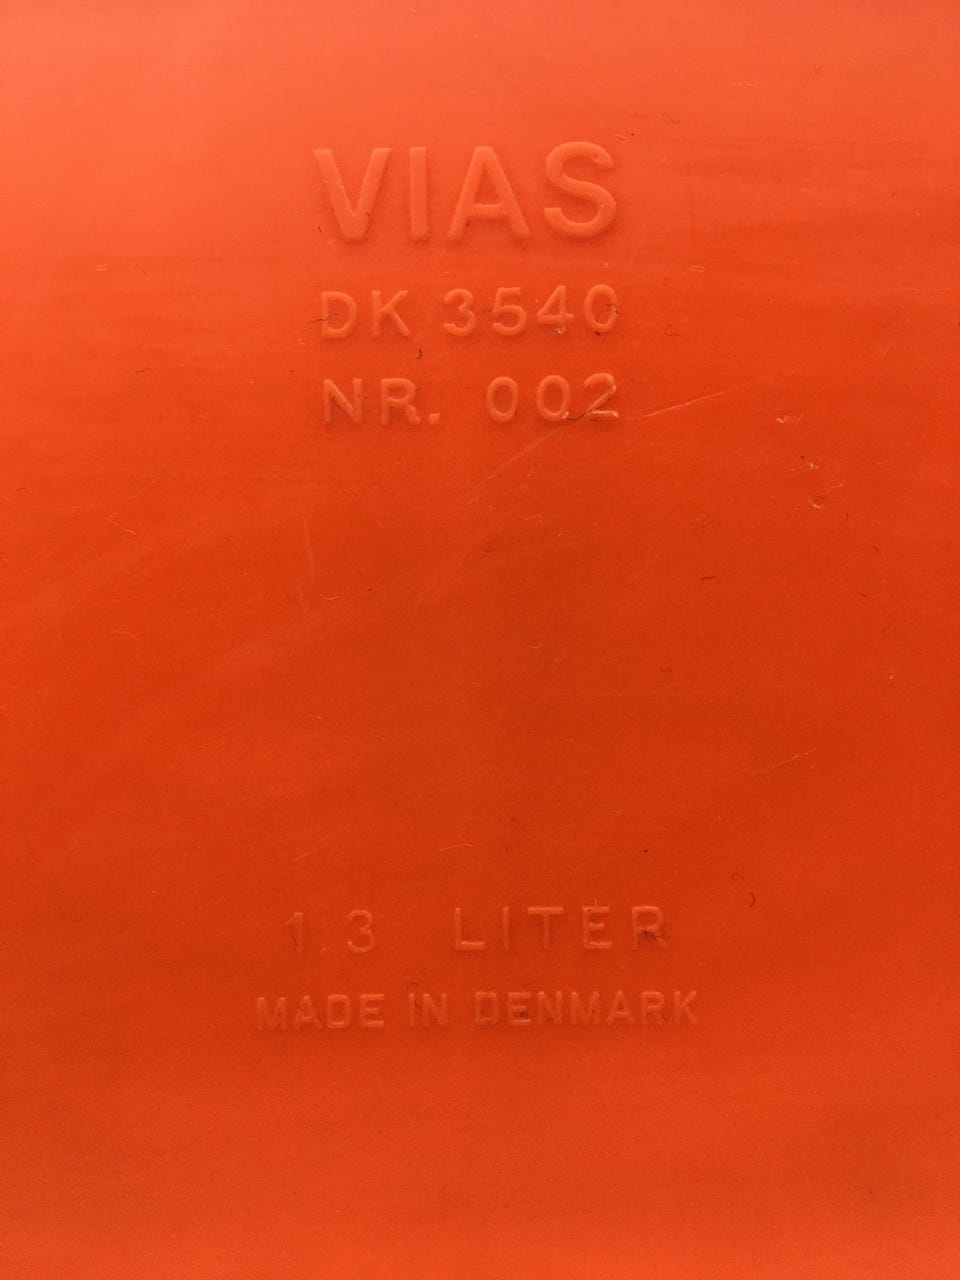 VIAS
DK 3540
NR. 002
1.3 LITER
MADE IN DENMARK